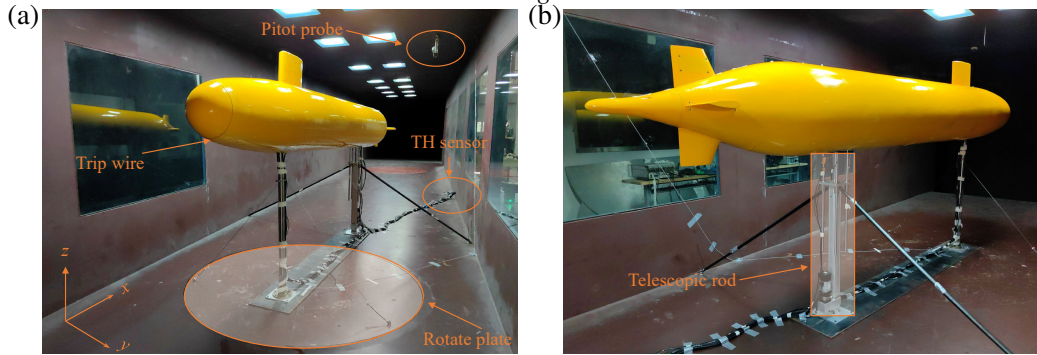 (a)
Pitot probe
TH sensor
Trip wire
z
x
y
Rotate plate
(b)
Telescopic rod